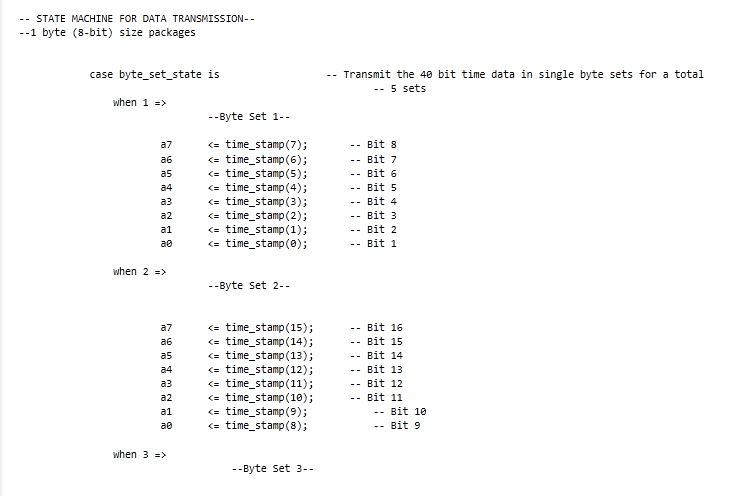 -- STATE MACHINE FOR DATA TRANSMISSION--
--1 byte (8-bit) size packages
case byte_set_state is -- Transmit the 40 bit time data in single byte sets for a total
-- 5 sets
when 1 =>
--Byte Set 1--
a7 <= time_stamp(7); -- Bit 8
a6 <= time_stamp(6); -- Bit 7
a5 <= time_stamp(5); -- Bit 6
a4 <= time_stamp(4); -- Bit 5
a3 <= time_stamp(3); -- Bit 4
a2 <= time_stamp(2); -- Bit 3
a1 <= time_stamp(1); -- Bit 2
a0 <= time_stamp(0); -- Bit 1
when 2 =>
--Byte Set 2--
a7 <= time_stamp(15); -- Bit 16
a6 <= time_stamp(14); -- Bit 15
a5 <= time_stamp(13); -- Bit 14
a4 <= time_stamp(12); -- Bit 13
a3 <= time_stamp(11); -- Bit 12
a2 <= time_stamp(10); -- Bit 11
a1 <= time_stamp(9); -- Bit 10
a0 <= time_stamp(8); -- Bit 9
when 3 =>
--Byte Set 3--